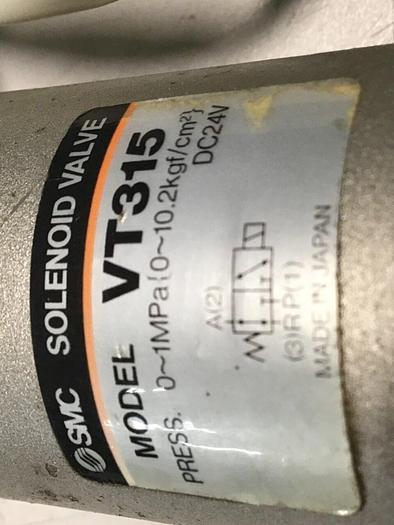 SMC SOLENOID VALVE
MODEL VT315
PRESS. 0~1MPa{0~10.2kgf/cm²}
DC24V
A(2)
(3)R P(1)
MADE IN JAPAN